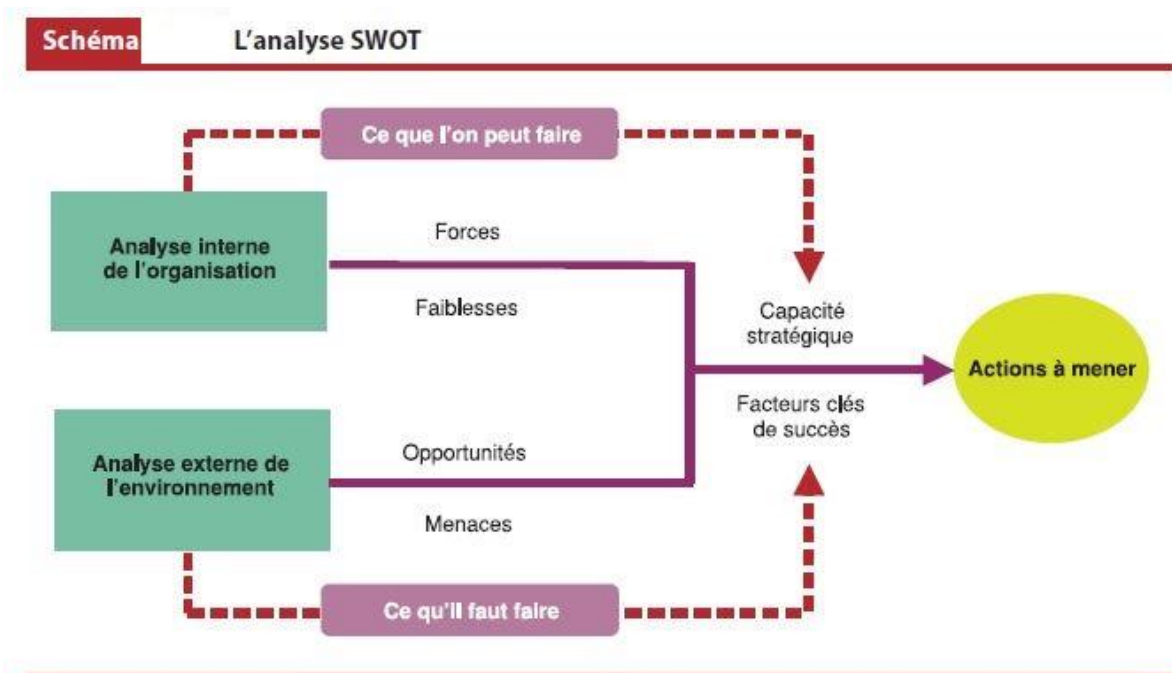 Schéma
L'analyse SWOT
Ce que l'on peut faire
Analyse interne
de l'organisation
Forces
Faiblesses
Capacité
stratégique
Actions à mener
Facteurs clés
de succès
Analyse externe de
l'environnement
Opportunités
Menaces
Ce qu'il faut faire